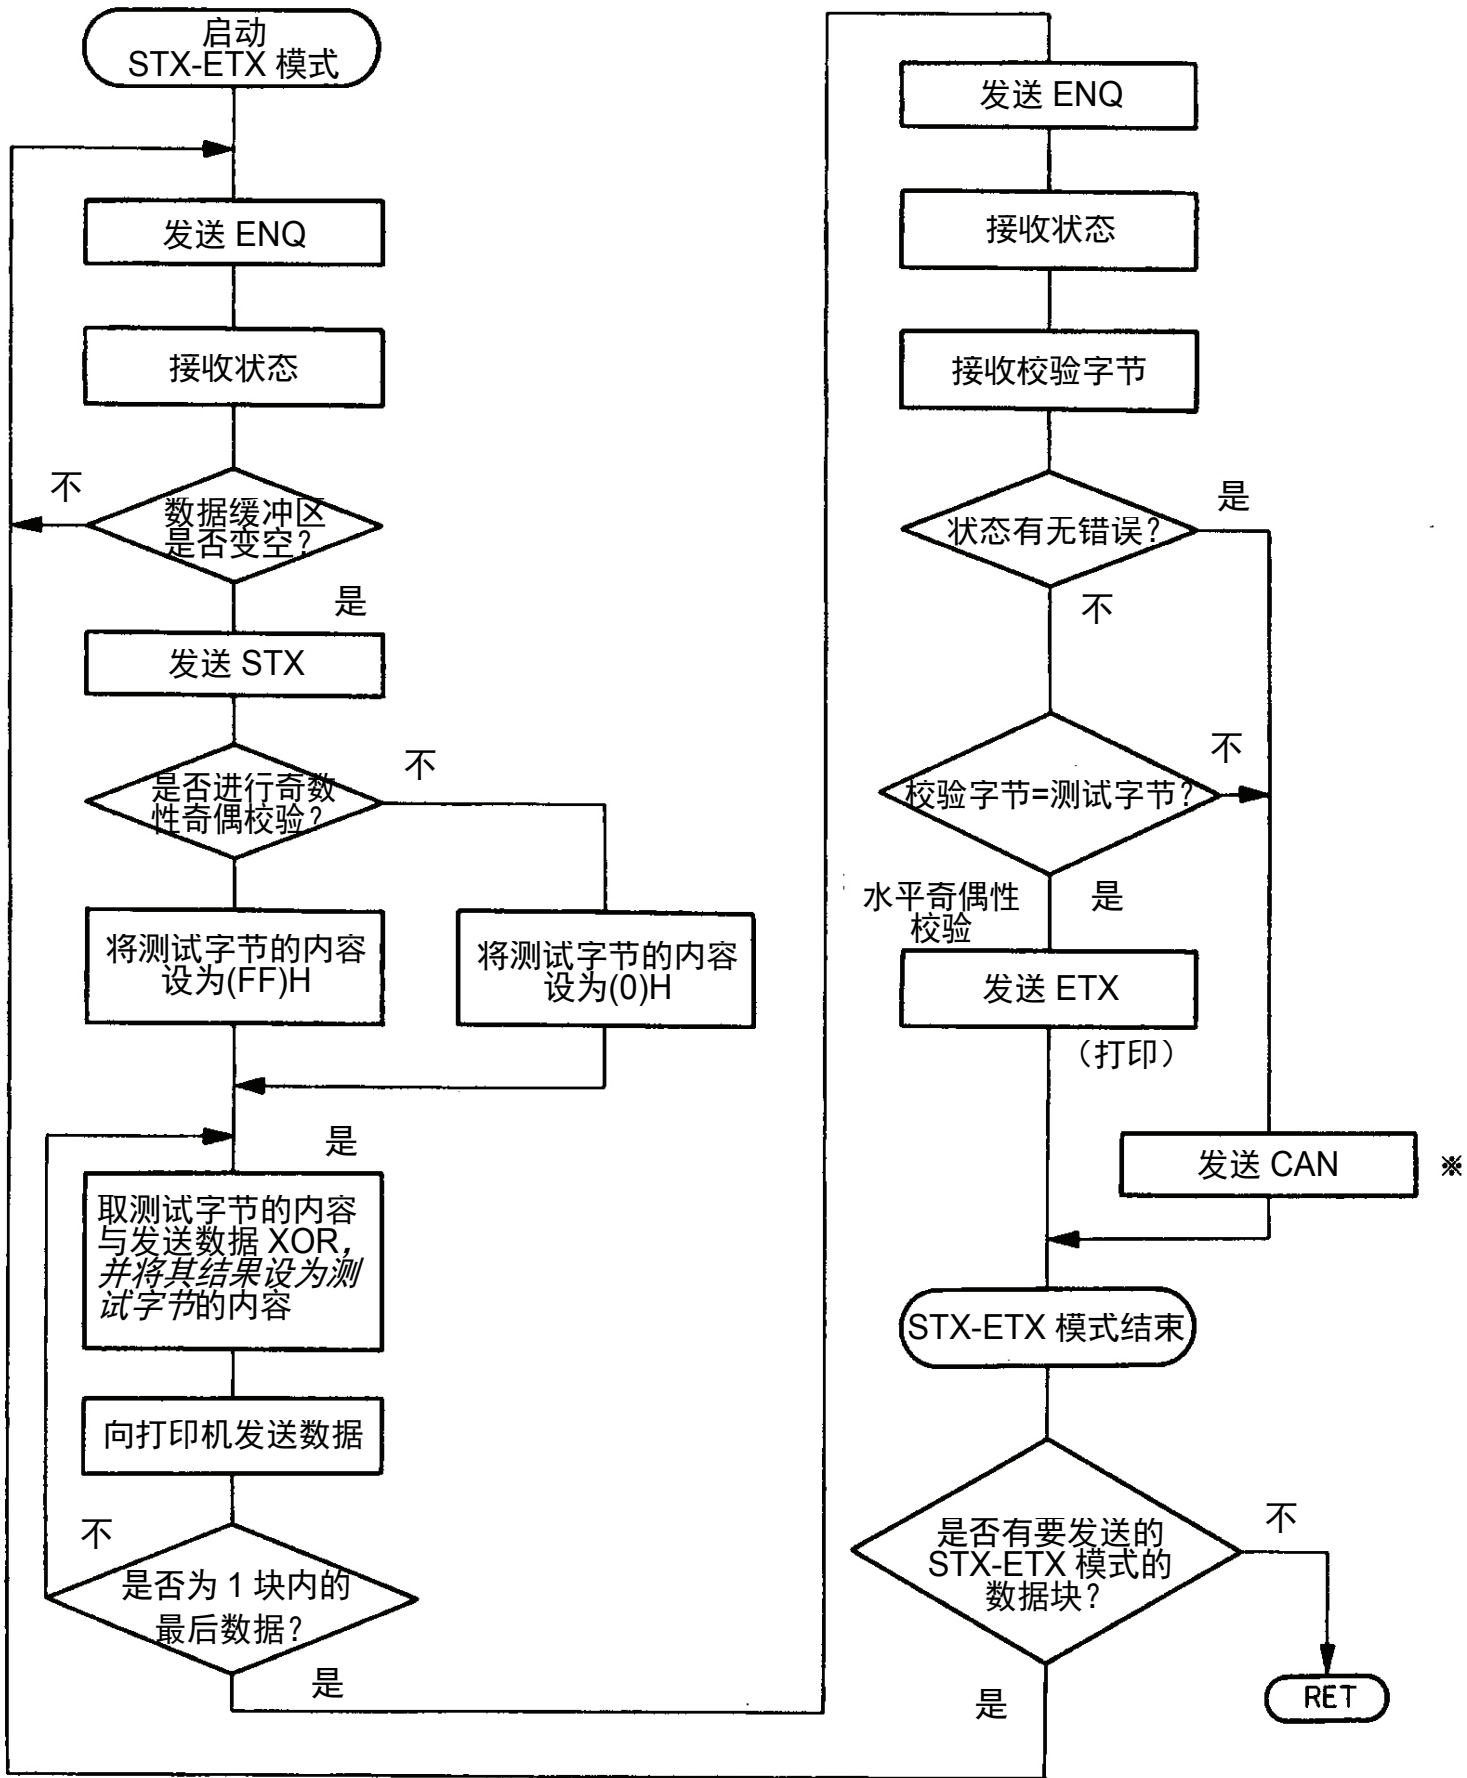 启动
STX-ETX 模式
发送 ENQ
接收状态
不
数据缓冲区
是否变空？
是
发送 STX
不
是否进行奇数
性奇偶校验？
将测试字节的内容
设为(FF)H
将测试字节的内容
设为(0)H
是
取测试字节的内容
与发送数据 XOR，
并将其结果设为测
试字节的内容
向打印机发送数据
不
是否为 1 块内的
最后数据？
是
发送 ENQ
接收状态
接收校验字节
是
状态有无错误？
不
不
校验字节=测试字节？
水平奇偶性
校验
是
发送 ETX
（打印）
发送 CAN ※
STX-ETX 模式结束
不
是否有要发送的
STX-ETX 模式的
数据块？
是
RET